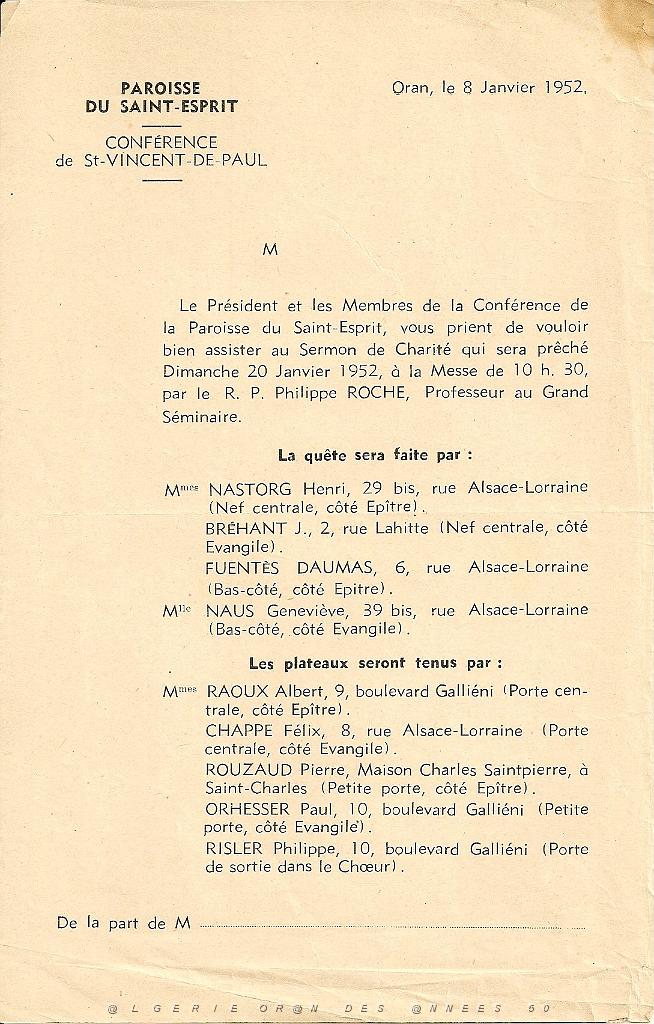 PAROISSE
DU SAINT-ESPRIT
CONFÉRENCE
de St-VINCENT-DE-PAUL
Oran, le 8 Janvier 1952,
M
Le Président et les Membres de la Conférence de
la Paroisse du Saint-Esprit, vous prient de vouloir
bien assister au Sermon de Charité qui sera prêché
Dimanche 20 Janvier 1952, à la Messe de 10 h. 30,
par le R. P. Philippe ROCHE, Professeur au Grand
Séminaire.
La quête sera faite par :
Mmes NASTORG Henri, 29 bis, rue Alsace-Lorraine
(Nef centrale, côté Epître).
BRÉHANT J., 2, rue Lahitte (Nef centrale, côté
Evangile).
FUENTÈS DAUMAS, 6, rue Alsace-Lorraine
(Bas-côté, côté Epitre).
Mlle NAUS Geneviève, 39 bis, rue Alsace-Lorraine
(Bas-côté, côté Evangile).
Les plateaux seront tenus par :
Mmes RAOUX Albert, 9, boulevard Galliéni (Porte cen-
trale, côté Epître).
CHAPPE Félix, 8, rue Alsace-Lorraine (Porte
centrale, côté Evangile).
ROUZAUD Pierre, Maison Charles Saintpierre, à
Saint-Charles (Petite porte, côté Epître).
ORHESSER Paul, 10, boulevard Galliéni (Petite
porte, côté Evangile).
RISLER Philippe, 10, boulevard Galliéni (Porte
de sortie dans le Chœur).
De la part de M
@LGERIE OR@N DES @NNEES 50